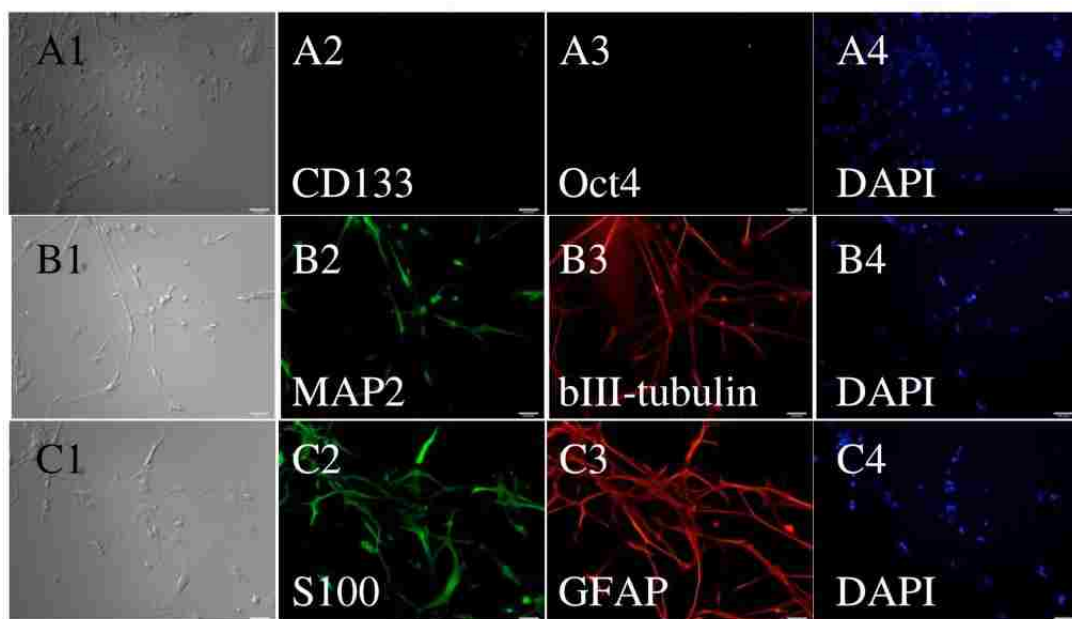 A1
A2
A3
A4
CD133
Oct4
DAPI
B1
B2
B3
B4
MAP2
bIII-tubulin
DAPI
C1
C2
C3
C4
S100
GFAP
DAPI